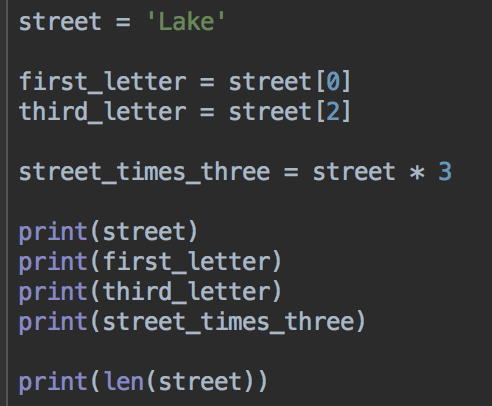 street = 'Lake'
first_letter = street[0]
third_letter = street[2]
street_times_three = street * 3
print(street)
print(first_letter)
print(third_letter)
print(street_times_three)
print(len(street))